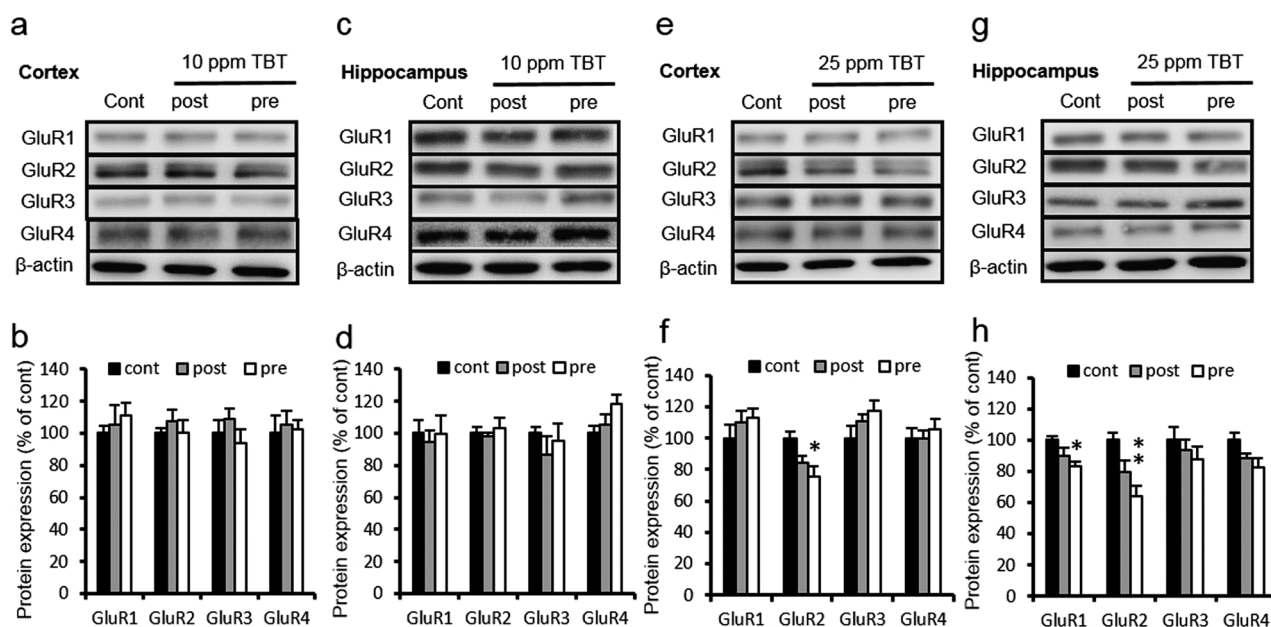 a
Cortex
10 ppm TBT
Cont post pre
GluR1
GluR2
GluR3
GluR4
β-actin
c
Hippocampus
10 ppm TBT
Cont post pre
GluR1
GluR2
GluR3
GluR4
β-actin
e
Cortex
25 ppm TBT
Cont post pre
GluR1
GluR2
GluR3
GluR4
β-actin
g
Hippocampus
25 ppm TBT
Cont post pre
GluR1
GluR2
GluR3
GluR4
β-actin
b
Protein expression (% of cont)
cont post pre
140
120
100
80
60
40
20
0
GluR1 GluR2 GluR3 GluR4
d
Protein expression (% of cont)
cont post pre
140
120
100
80
60
40
20
0
GluR1 GluR2 GluR3 GluR4
f
Protein expression (% of cont)
cont post pre
140
120
100
80
60
40
20
0
*
GluR1 GluR2 GluR3 GluR4
h
Protein expression (% of cont)
cont post pre
140
120
100
80
60
40
20
0
*
*
*
GluR1 GluR2 GluR3 GluR4